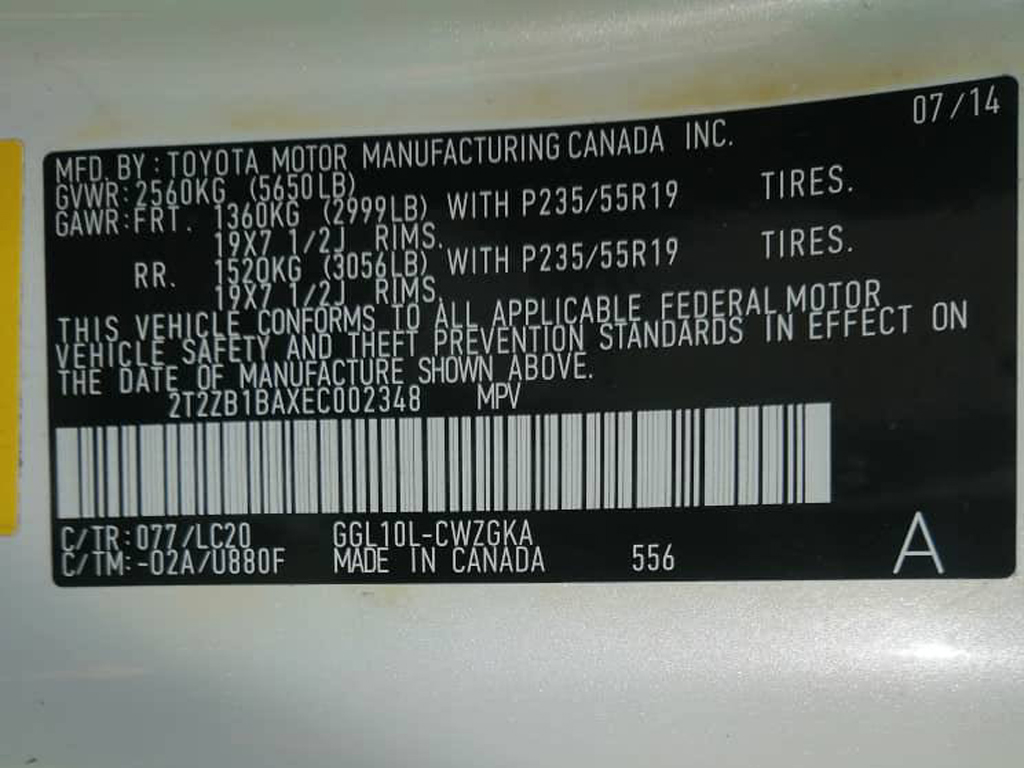 07/14
MFD. BY: TOYOTA MOTOR MANUFACTURING CANADA INC.
GVWR: 2560KG (5650LB)
GAWR: FRT. 1360KG (2999LB) WITH P235/55R19 TIRES.
19X7 1/2J RIMS.
RR. 1520KG (3056LB) WITH P235/55R19 TIRES.
19X7 1/2J RIMS.
THIS VEHICLE CONFORMS TO ALL APPLICABLE FEDERAL MOTOR
VEHICLE SAFETY AND THEFT PREVENTION STANDARDS IN EFFECT ON
THE DATE OF MANUFACTURE SHOWN ABOVE.
2T2ZB1BAXEC002348 MPV
C/TR: 077/LC20 GGL10L-CWZGKA
C/TM: -02A/U880F MADE IN CANADA 556 A